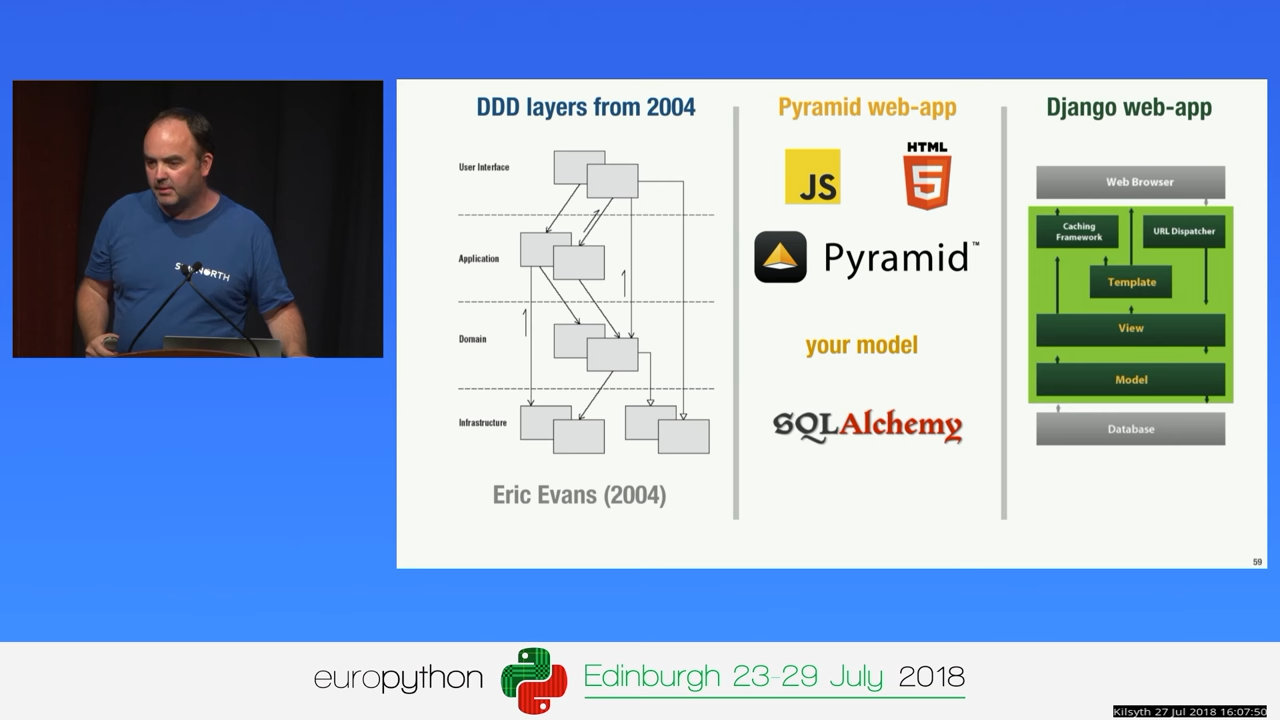 DDD layers from 2004
User Interface
Application
Domain
Infrastructure
Eric Evans (2004)
Pyramid web-app
JS
HTML
5
Pyramid™
your model
SQLAlchemy
Django web-app
Web Browser
Caching
Framework
URL Dispatcher
Template
View
Model
Database
59
europython
Edinburgh 23-29 July 2018
Kilsyth 27 Jul 2018 16:07:50